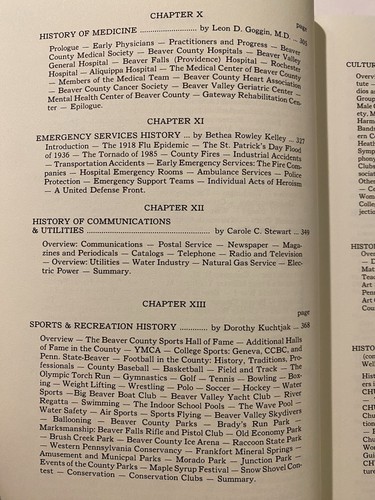 CHAPTER X
page
HISTORY OF MEDICINE ........................ by Leon D. Goggin, M.D. ... 305
Prologue — Early Physicians — Practitioners and Progress — Beaver
County Medical Society — Beaver County Hospitals — Beaver Valley
General Hospital — Beaver Falls (Providence) Hospital — Rochester
Hospital — Aliquippa Hospital — The Medical Center of Beaver County
— Members of the Medical Team — Beaver County Heart Association
— Beaver County Cancer Society — Beaver Valley Geriatric Center —
Mental Health Center of Beaver County — Gateway Rehabilitation Cen-
ter — Epilogue.
CHAPTER XI
EMERGENCY SERVICES HISTORY ... by Bethea Rowley Kelley ... 327
Introduction — The 1918 Flu Epidemic — The St. Patrick's Day Flood
of 1936 — The Tornado of 1985 — County Fires — Industrial Accidents
— Transportation Accidents — Early Emergency Services: The Fire Com-
panies — Hospital Emergency Rooms — Ambulance Services — Police
Protection — Emergency Support Teams — Individual Acts of Heroism
— A United Defense Front.
CHAPTER XII
HISTORY OF COMMUNICATIONS
& UTILITIES ........................ by Carole C. Stewart ... 346
Overview: Communications — Postal Service — Newspaper — Maga-
zines and Periodicals — Catalogs — Telephone — Radio and Television
— Overview: Utilities — Water Industry — Natural Gas Service — Elec-
tric Power — Summary.
CHAPTER XIII
page
SPORTS & RECREATION HISTORY ............ by Dorothy Kuchtjak ... 368
Overview — The Beaver County Sports Hall of Fame — Additional Halls
of Fame in the County — YMCA — College Sports: Geneva, CCBC, and
Penn. State-Beaver — Football in the County: History, Traditions, Pro-
fessionals — County Baseball — Basketball — Field and Track — The
Olympic Torch Run — Gymnastics — Golf — Tennis — Bowling — Box-
ing — Weight Lifting — Wrestling — Polo — Soccer — Hockey — Water
Sports — Big Beaver Boat Club — Beaver Valley Yacht Club — River
Regatta — Swimming — The Indoor School Pools — The Wave Pool —
Water Safety — Air Sports — Sports Flying — Beaver Valley Skydivers
— Ballooning — Beaver County Parks — Brady's Run Park —
Marksmanship: Beaver Falls Rifle and Pistol Club — Old Economy Park
— Brush Creek Park — Beaver County Ice Arena — Raccoon State Park
— Western Pennsylvania Conservancy — Frankfort Mineral Springs —
Amusement and Municpal Parks — Morado Park — Junction Park —
Events of the County Parks — Maple Syrup Festival — Snow Shovel Con-
test — Conservation — Conservation Clubs — Summary.
CULTUR